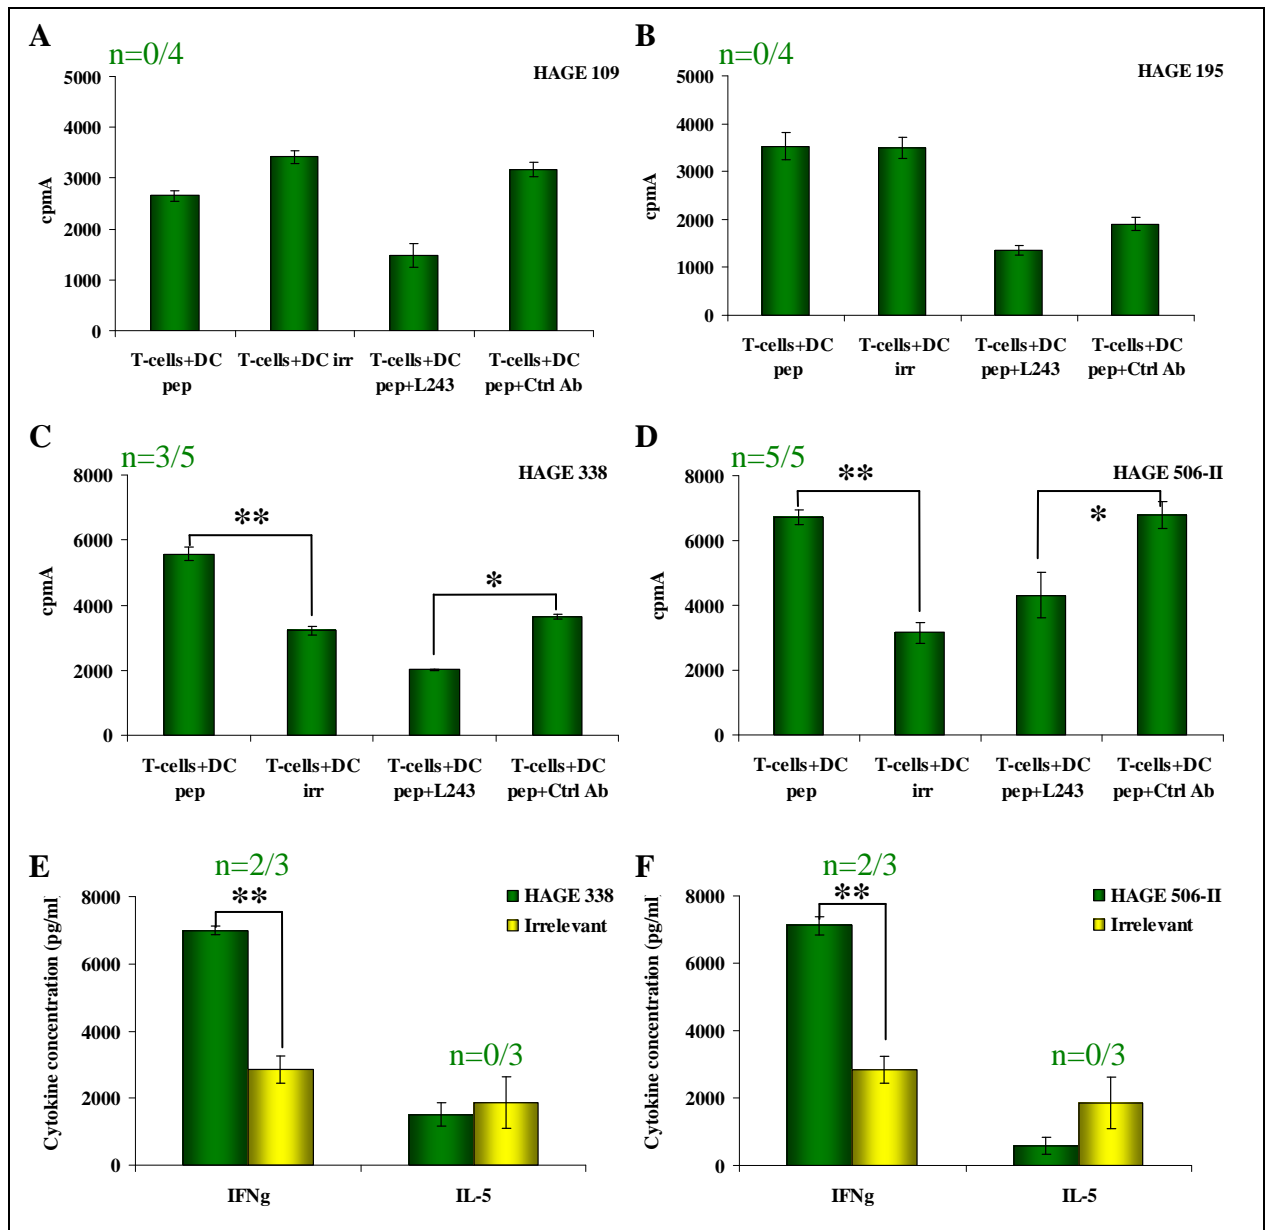 A
n=0/4
HAGE 109
5000
4000
3000
2000
1000
0
cpmA
T-cells+DC pep
T-cells+DC irr
T-cells+DC pep+L243
T-cells+DC pep+Ctrl Ab
B
n=0/4
HAGE 195
5000
4000
3000
2000
1000
0
cpmA
T-cells+DC pep
T-cells+DC irr
T-cells+DC pep+L243
T-cells+DC pep+Ctrl Ab
C
n=3/5
HAGE 338
8000
6000
4000
2000
0
cpmA
**
*
T-cells+DC pep
T-cells+DC irr
T-cells+DC pep+L243
T-cells+DC pep+Ctrl Ab
D
n=5/5
HAGE 506-II
8000
6000
4000
2000
0
cpmA
**
*
T-cells+DC pep
T-cells+DC irr
T-cells+DC pep+L243
T-cells+DC pep+Ctrl Ab
E
n=2/3
**
HAGE 338
Irrelevant
8000
6000
4000
2000
0
Cytokine concentration (pg/ml
n=0/3
IFNg
IL-5
F
n=2/3
**
HAGE 506-II
Irrelevant
8000
6000
4000
2000
0
Cytokine concentration (pg/ml
n=0/3
IFNg
IL-5